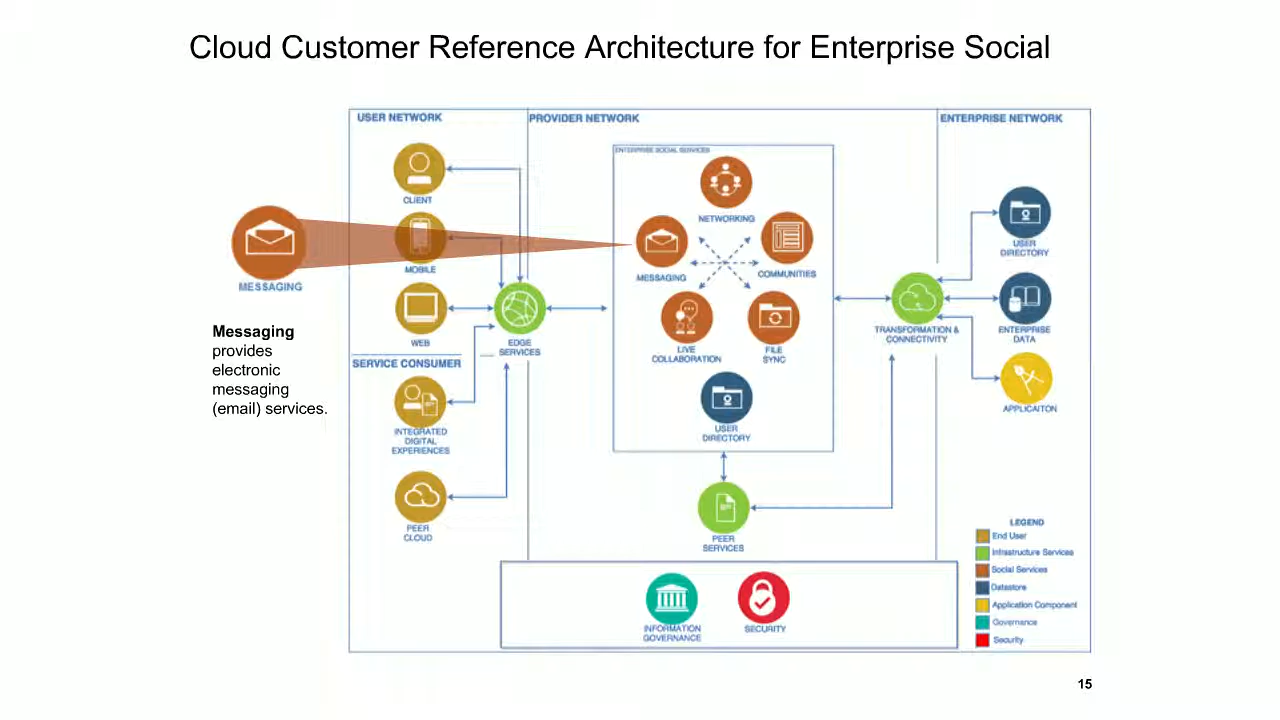 Cloud Customer Reference Architecture for Enterprise Social
USER NETWORK
PROVIDER NETWORK
ENTERPRISE NETWORK
ENTERPRISE SOCIAL SERVICES
CLIENT
MOBILE
WEB
SERVICE CONSUMER
INTEGRATED
DIGITAL
EXPERIENCES
PEER
CLOUD
EDGE
SERVICES
NETWORKING
MESSAGING
COMMUNITIES
LIVE
COLLABORATION
FILE
SYNC
USER
DIRECTORY
PEER
SERVICES
TRANSFORMATION &
CONNECTIVITY
USER
DIRECTORY
ENTERPRISE
DATA
APPLICAITON
MESSAGING
Messaging
provides
electronic
messaging
(email) services.
INFORMATION
GOVERNANCE
SECURITY
LEGEND
End User
Infrastructure Services
Social Services
Datastore
Application Component
Governance
Security
15